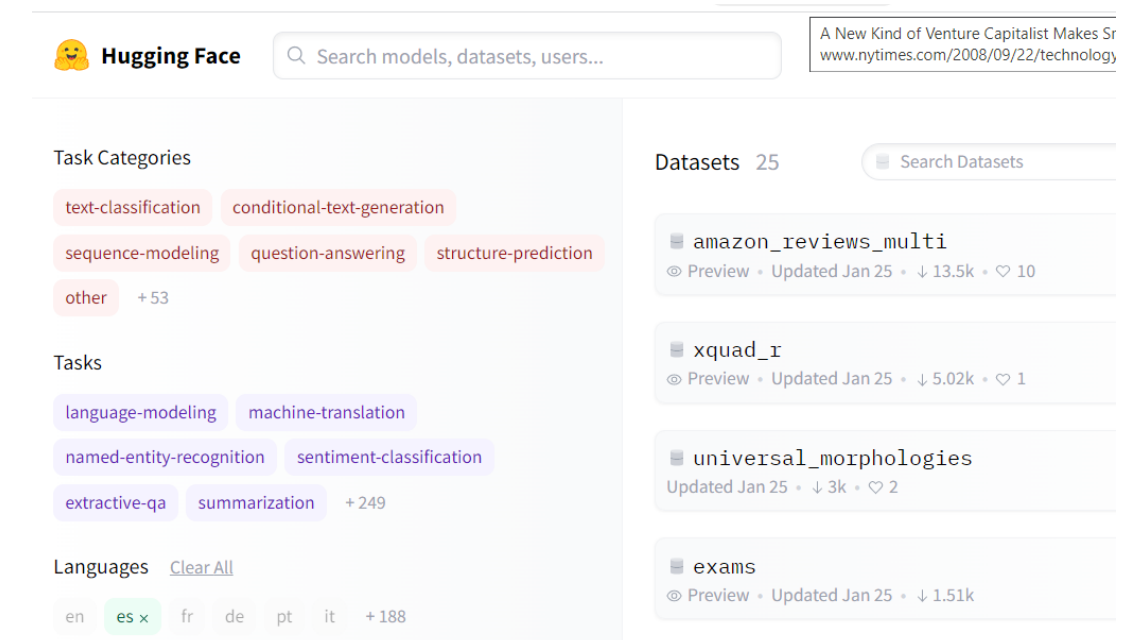 Hugging Face
Search models, datasets, users...
A New Kind of Venture Capitalist Makes
www.nytimes.com/2008/09/22/technology
Task Categories
text-classification conditional-text-generation
sequence-modeling question-answering structure-prediction
other + 53
Tasks
language-modeling machine-translation
named-entity-recognition sentiment-classification
extractive-qa summarization + 249
Languages Clear All
en es × fr de pt it + 188
Datasets 25
Search Datasets
amazon_reviews_multi
Preview • Updated Jan 25 • ↓ 13.5k • ♡ 10
xquad_r
Preview • Updated Jan 25 • ↓ 5.02k • ♡ 1
universal_morphologies
Updated Jan 25 • ↓ 3k • ♡ 2
exams
Preview • Updated Jan 25 • ↓ 1.51k